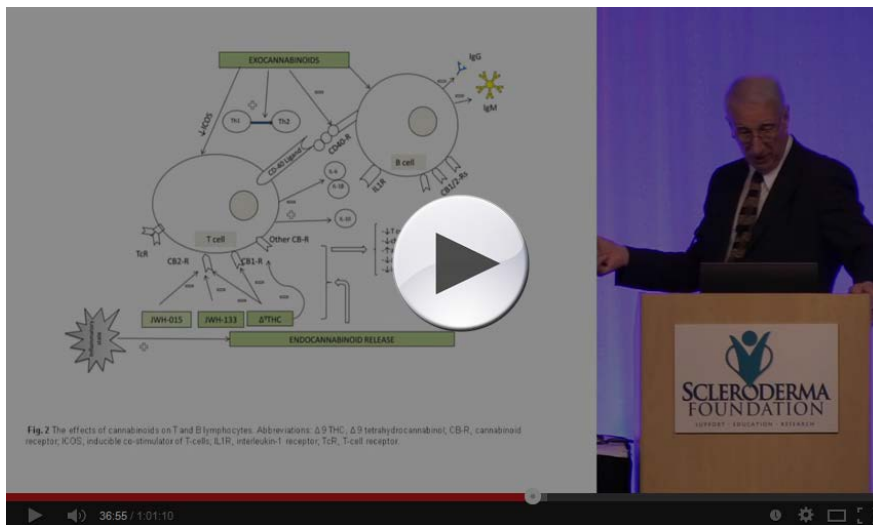 EXOCANNABINOIDS
IgG
IgM
↓ICOS
Th1
Th2
CD40-R
CD-40 Ligand
B cell
IL1R
CB1/2-Rs
IL-6
IL-1β
IL-10
T cell
Other CB-R
TcR
CB2-R
CB1-R
JWH-015
JWH-133
Δ⁹THC
Inflammatory
state
ENDOCANNABINOID RELEASE
Fig. 2 The effects of cannabinoids on T and B lymphocytes. Abbreviations: Δ9 THC, Δ9 tetrahydrocannabinol; CB-R, cannabinoid
receptor; ICOS, inducible co-stimulator of T-cells; IL1R, interleukin-1 receptor; TcR, T-cell receptor.
SCLERODERMA
FOUNDATION
SUPPORT · EDUCATION · RESEARCH
36:55 / 1:01:10